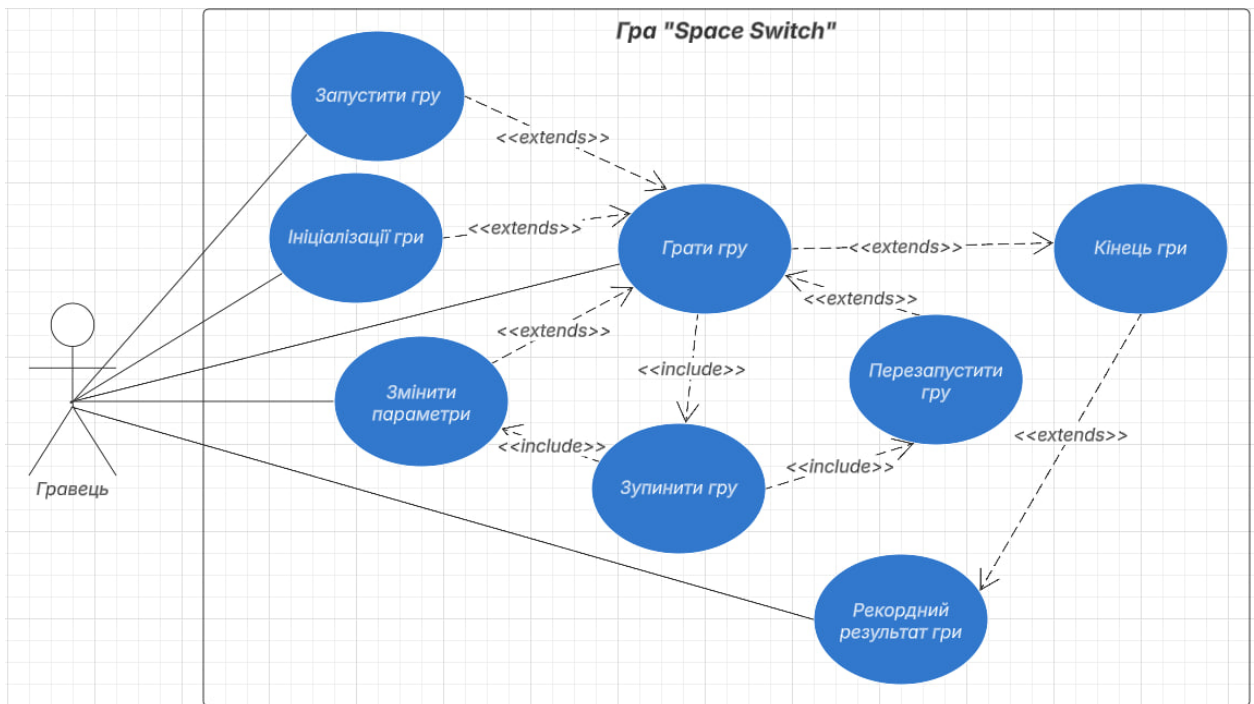 Гра "Space Switch"
Запустити гру
<<extends>>
Ініціалізації гри
<<extends>>
Грати гру
<<extends>>
Кінець гри
<<extends>>
<<extends>>
<<include>>
Перезапустити
гру
Змінити
параметри
<<extends>>
<<include>>
<<include>>
Зупинити гру
Гравець
Рекордний
результат гри